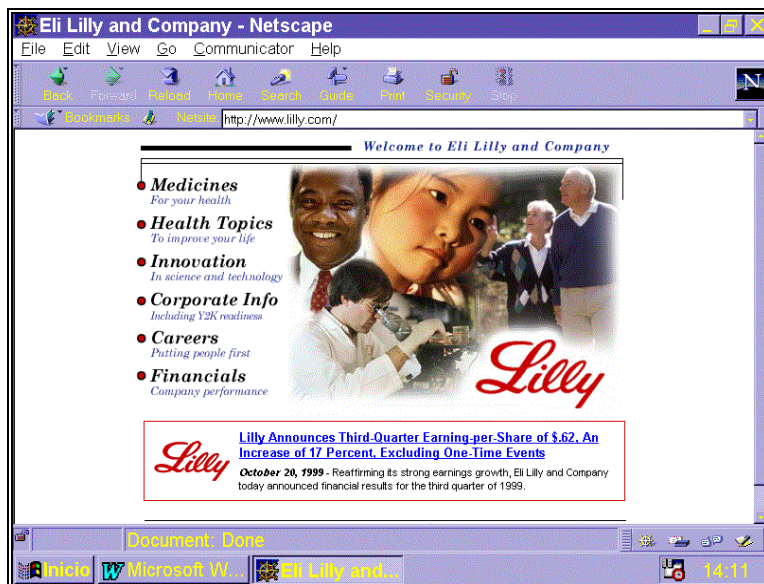 Eli Lilly and Company - Netscape
File Edit View Go Communicator Help
Back Forward Reload Home Search Guide Print Security Stop
N
Bookmarks Netsite: http://www.lilly.com/
Welcome to Eli Lilly and Company
Medicines
For your health
Health Topics
To improve your life
Innovation
In science and technology
Corporate Info
Including Y2K readiness
Careers
Putting people first
Financials
Company performance
Lilly
Lilly
Lilly Announces Third-Quarter Earning-per-Share of $.62, An
Increase of 17 Percent, Excluding One-Time Events
October 20, 1999 - Reaffirming its strong earnings growth, Eli Lilly and Company
today announced financial results for the third quarter of 1999.
Document: Done
Inicio Microsoft W... Eli Lilly and... 14:11